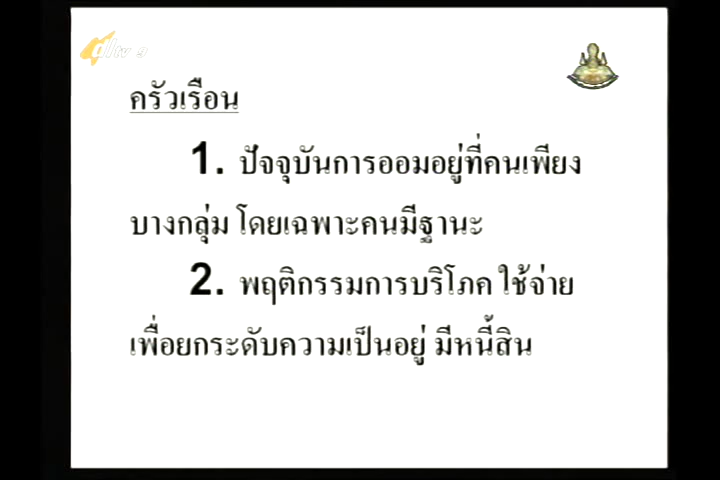 dltv 9
ครัวเรือน
1. ปัจจุบันการออมอยู่ที่คนเพียง
บางกลุ่ม โดยเฉพาะคนมีฐานะ
2. พฤติกรรมการบริโภค ใช้จ่าย
เพื่อยกระดับความเป็นอยู่ มีหนี้สิน